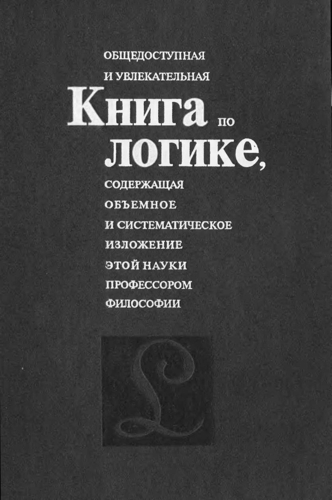 ОБЩЕДОСТУПНАЯ
И УВЛЕКАТЕЛЬНАЯ
Книга по
логике,
СОДЕРЖАЩАЯ
ОБЪЕМНОЕ
И СИСТЕМАТИЧЕСКОЕ
ИЗЛОЖЕНИЕ
ЭТОЙ НАУКИ
ПРОФЕССОРОМ
ФИЛОСОФИИ
L